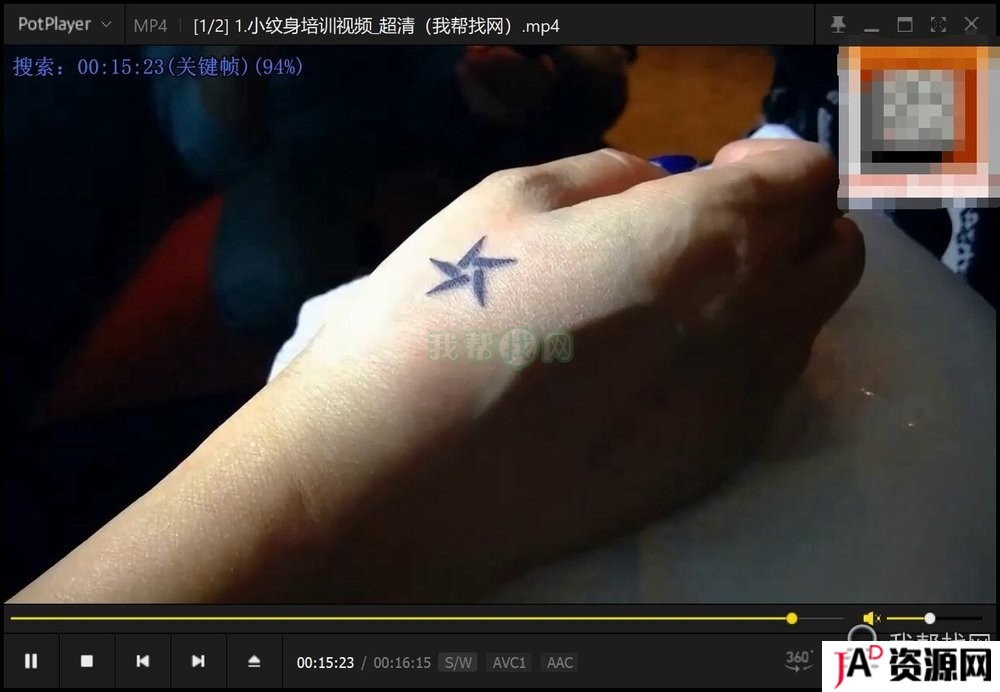 PotPlayer MP4 [1/2] 1.小纹身培训视频_超清（我帮找网）.mp4
搜索: 00:15:23(关键帧)(94%)
我帮找网
00:15:23 / 00:16:15 S/W AVC1 AAC 360°
我帮找网
JAD资源网